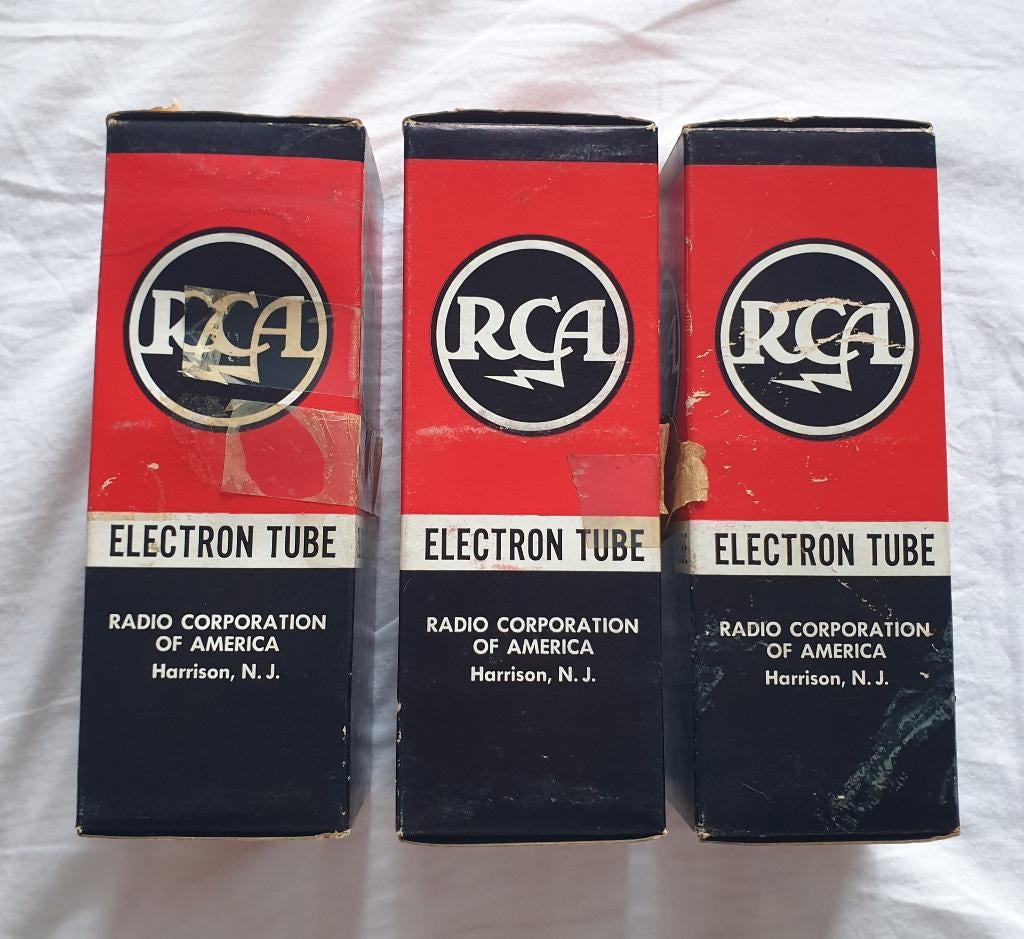 RCA
ELECTRON TUBE
RADIO CORPORATION
OF AMERICA
Harrison, N. J.
RCA
ELECTRON TUBE
RADIO CORPORATION
OF AMERICA
Harrison, N. J.
RCA
ELECTRON TUBE
RADIO CORPORATION
OF AMERICA
Harrison, N. J.